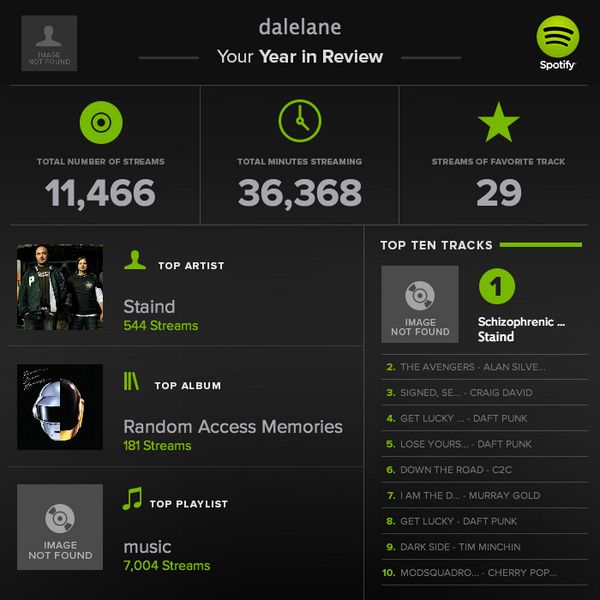 dalelane
Your Year in Review
IMAGE
NOT FOUND
Spotify
TOTAL NUMBER OF STREAMS
11,466
TOTAL MINUTES STREAMING
36,368
STREAMS OF FAVORITE TRACK
29
TOP ARTIST
Staind
544 Streams
TOP ALBUM
Random Access Memories
181 Streams
TOP PLAYLIST
IMAGE
NOT FOUND
music
7,004 Streams
TOP TEN TRACKS
IMAGE
NOT FOUND
1
Schizophrenic ...
Staind
2. THE AVENGERS - ALAN SILVE...
3. SIGNED, SE... - CRAIG DAVID
4. GET LUCKY ... - DAFT PUNK
5. LOSE YOURS... - DAFT PUNK
6. DOWN THE ROAD - C2C
7. I AM THE D... - MURRAY GOLD
8. GET LUCKY - DAFT PUNK
9. DARK SIDE - TIM MINCHIN
10. MODSQUADRO... - CHERRY POP...